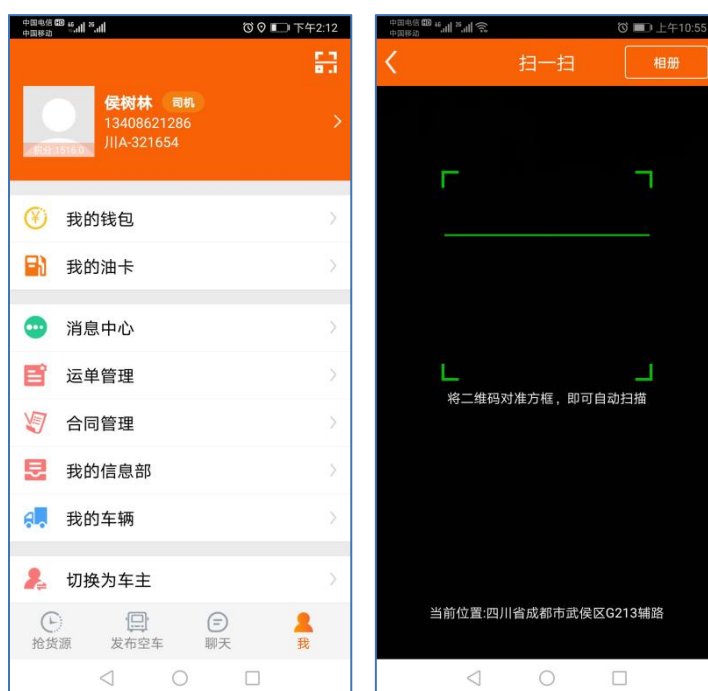 中国电信 HD 4G 2G
中国移动
下午2:12
侯树林 司机
13408621286
川A-321654
积分:1516.0
我的钱包
我的油卡
消息中心
运单管理
合同管理
我的信息部
我的车辆
切换为车主
抢货源 发布空车 聊天 我
中国电信 HD
中国移动
上午10:55
扫一扫
相册
将二维码对准方框，即可自动扫描
当前位置:四川省成都市武侯区G213辅路